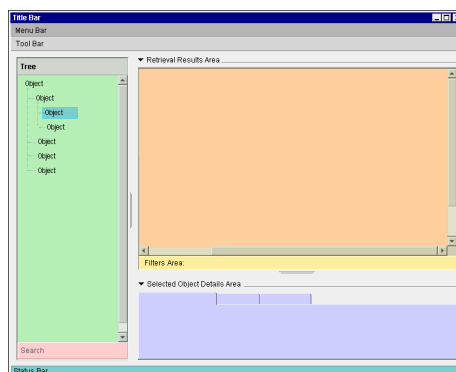 Title Bar
Menu Bar
Tool Bar
Tree
Object
Object
Object
Object
Object
Object
Object
Search
Retrieval Results Area
Filters Area:
Selected Object Details Area
Status Bar